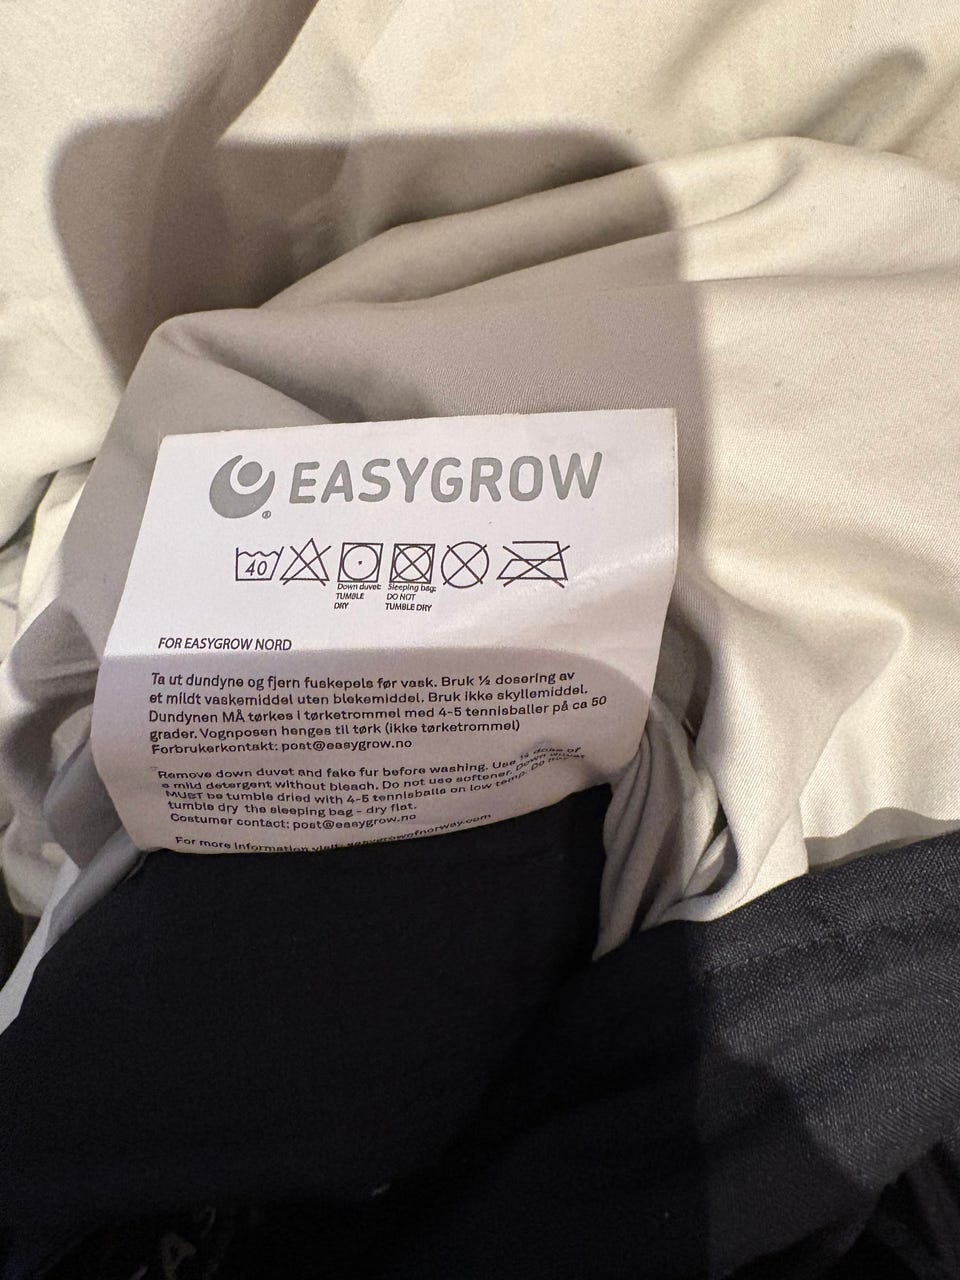 EASYGROW
®
40
Down duvet:
TUMBLE
DRY
Sleeping bag:
DO NOT
TUMBLE DRY
FOR EASYGROW NORD
Ta ut dundyne og fjern fuskepels før vask. Bruk ½ dosering av
et mildt vaskemiddel uten blekemiddel. Bruk ikke skyllemiddel.
Dundynen MÅ tørkes i tørketrommel med 4-5 tennisballer på ca 50
grader. Vognposen henges til tørk (ikke tørketrommel)
Forbrukerkontakt: post@easygrow.no
Remove down duvet and fake fur before washing. Use ½ dose of
a mild detergent without bleach. Do not use softener. Down duvet
MUST be tumble dried with 4-5 tennisballs on low temp. Do not
tumble dry the sleeping bag - dry flat.
Costumer contact: post@easygrow.no
For more information visit: easygrowofnorway.com